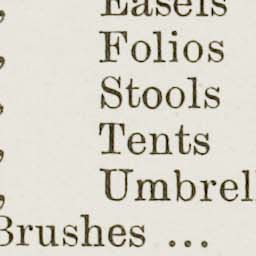 , Easels
, Folios
, Stools
, Tents
, Umbrell
Brushes ...